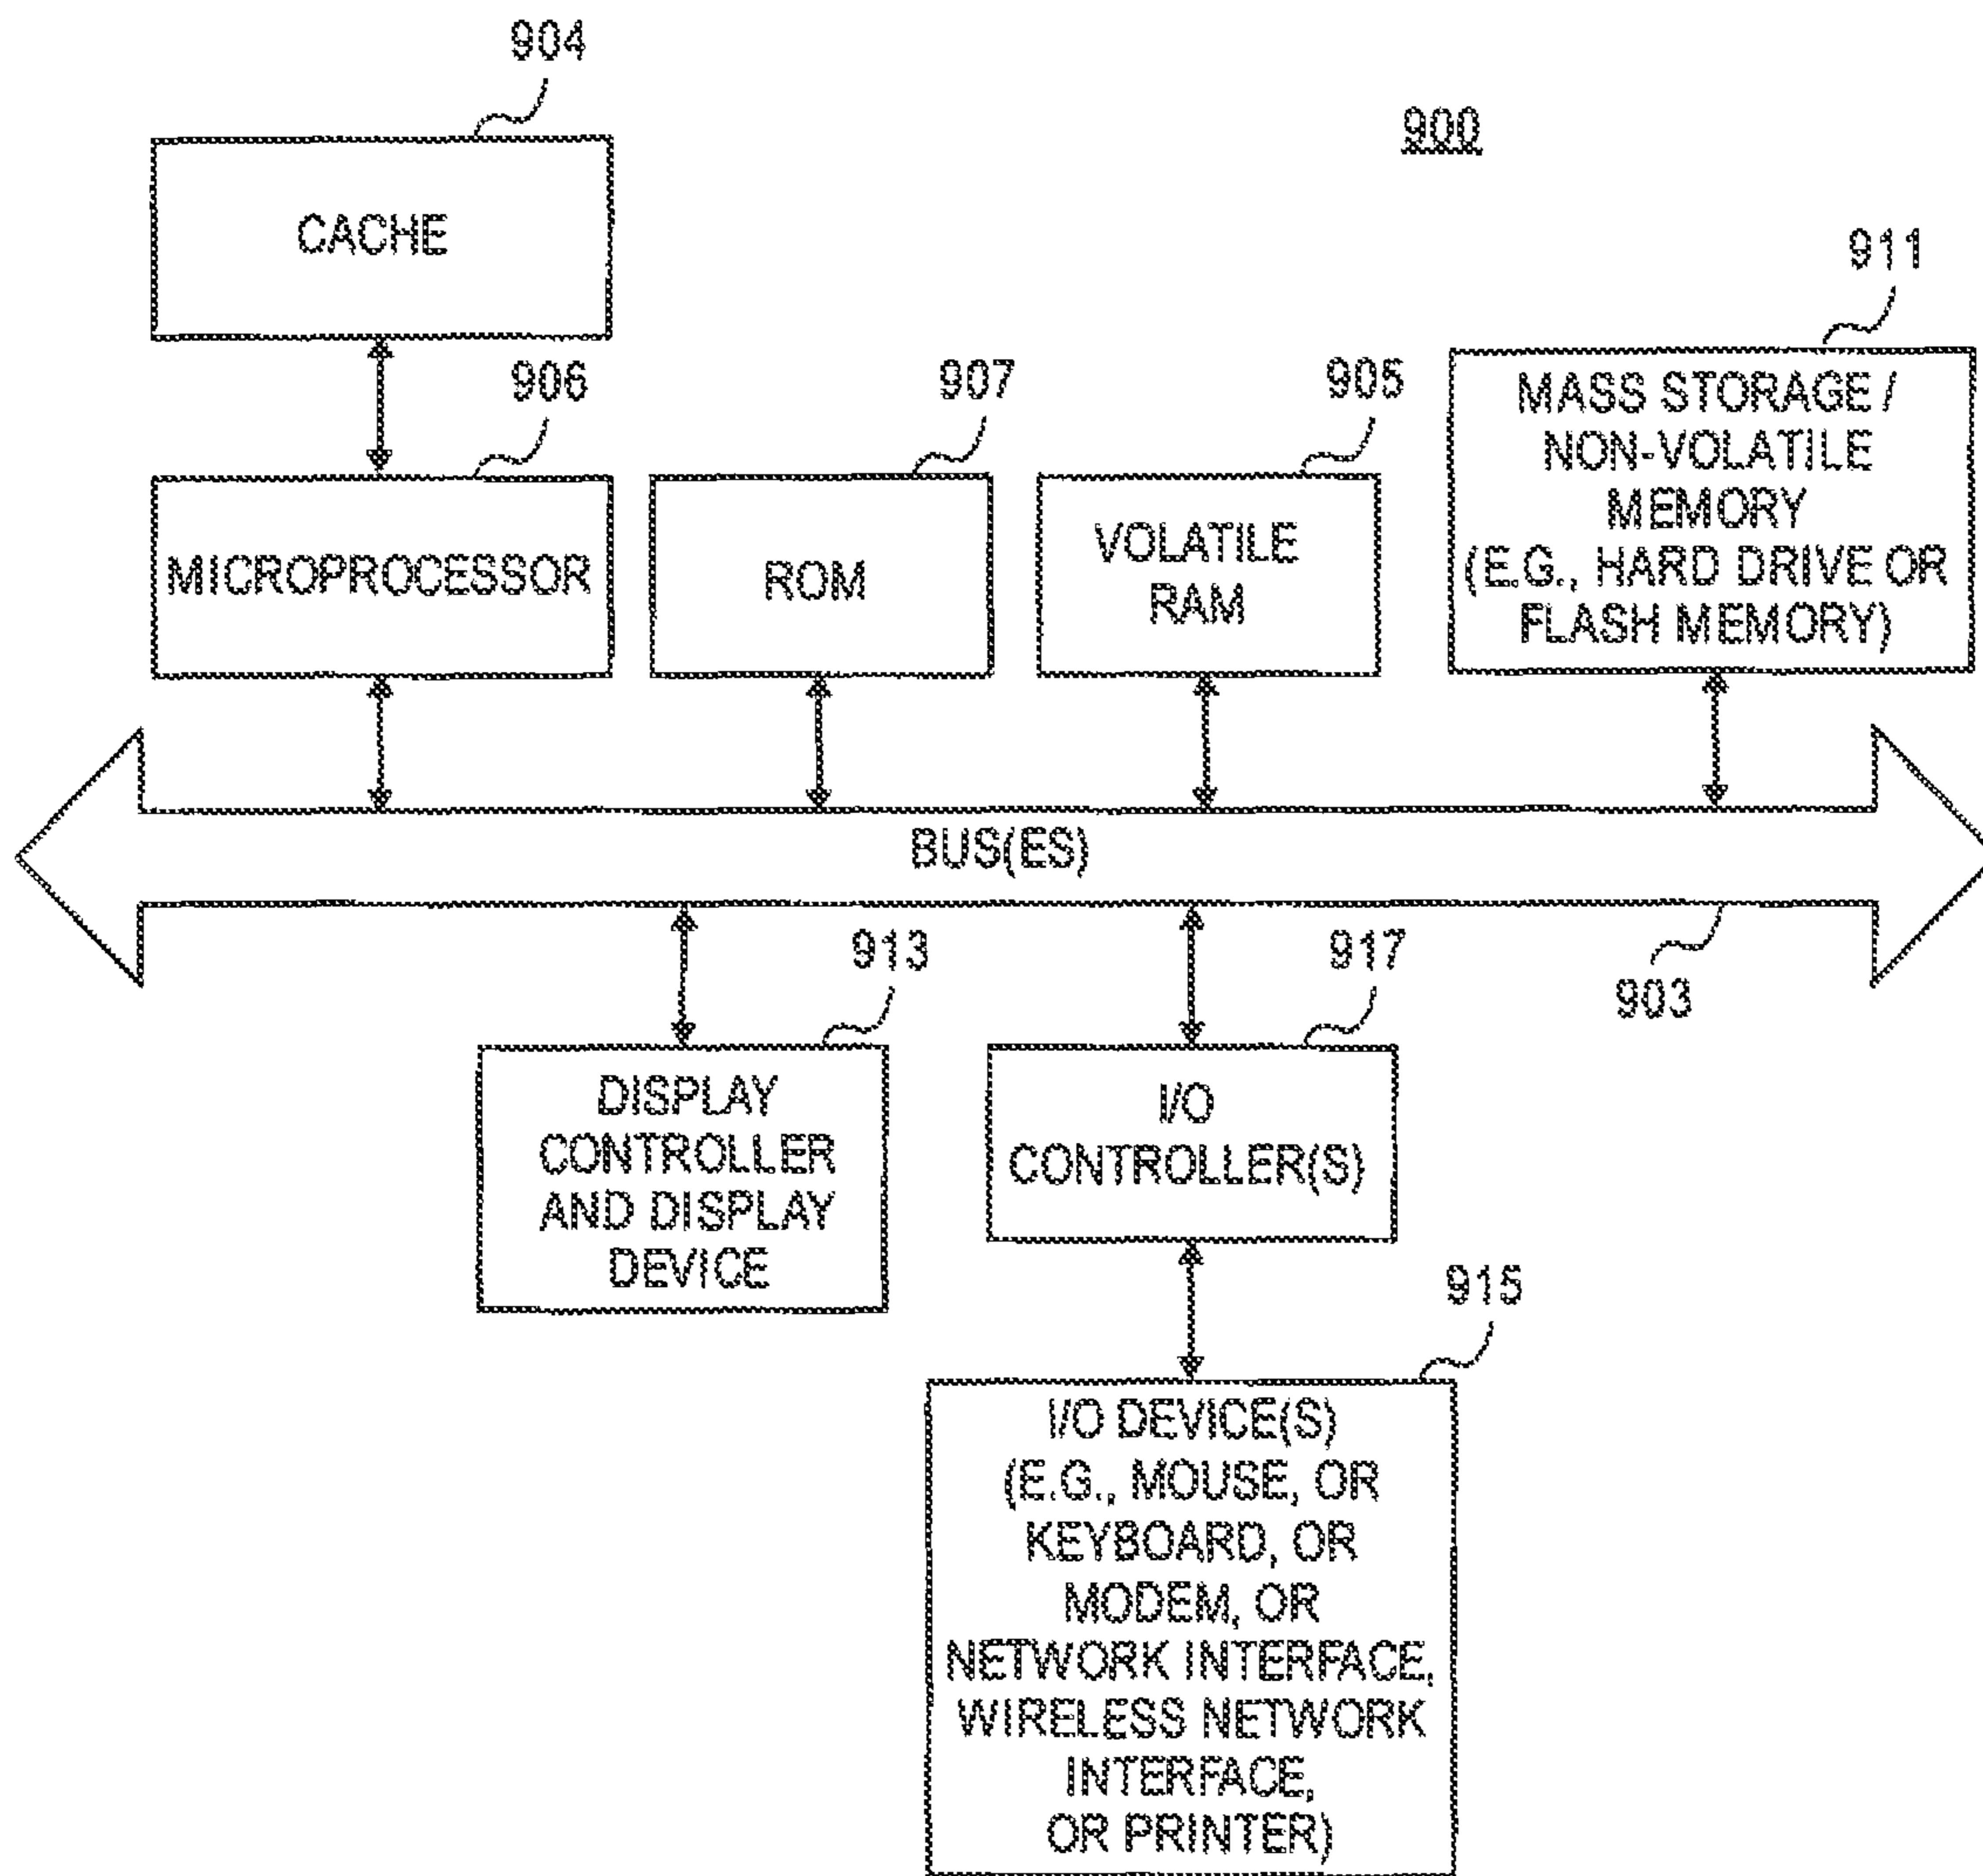 904
900
CACHE
911
906
907
905
MASS STORAGE /
NON-VOLATILE
MEMORY
(E.G., HARD DRIVE OR
FLASH MEMORY)
MICROPROCESSOR
ROM
VOLATILE
RAM
BUS(ES)
913
917
903
DISPLAY
CONTROLLER
AND DISPLAY
DEVICE
I/O
CONTROLLER(S)
915
I/O DEVICE(S)
(E.G., MOUSE, OR
KEYBOARD, OR
MODEM, OR
NETWORK INTERFACE,
WIRELESS NETWORK
INTERFACE,
OR PRINTER)